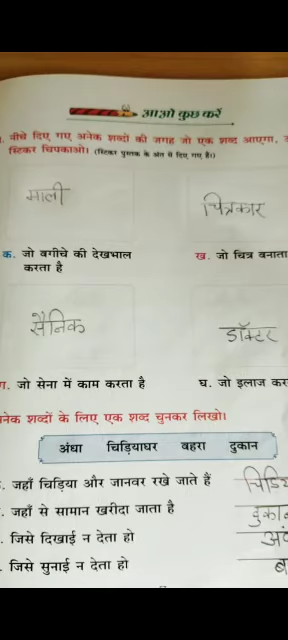 आओ कुछ करें
नीचे दिए गए अनेक शब्दों की जगह जो एक शब्द आएगा,
स्टिकर चिपकाओ। (स्टिकर पुस्तक के अंत में दिए गए हैं।)
माली
चित्रकार
क. जो बगीचे की देखभाल करता है
ख. जो चित्र बनाता
सैनिक
डॉक्टर
ग. जो सेना में काम करता है
घ. जो इलाज कर
अनेक शब्दों के लिए एक शब्द चुनकर लिखो।
अंधा चिड़ियाघर बहरा दुकान
. जहाँ चिड़िया और जानवर रखे जाते हैं चिड़िय
. जहाँ से सामान खरीदा जाता है दुकान
. जिसे दिखाई न देता हो अं
. जिसे सुनाई न देता हो ब